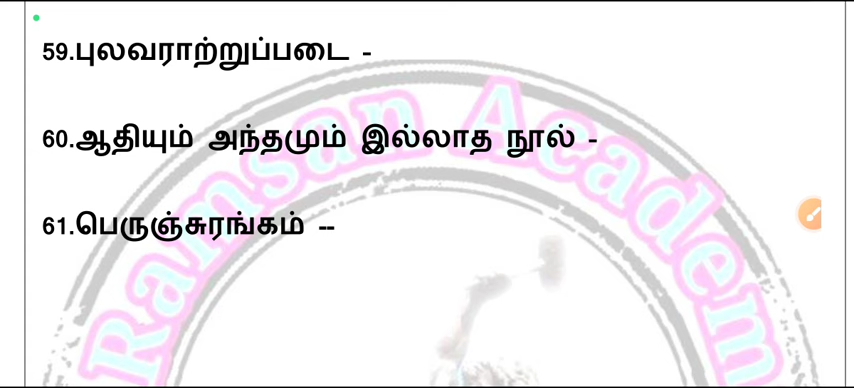 59.புலவராற்றுப்படை -
60.ஆதியும் அந்தமும் இல்லாத நூல் -
61.பெருஞ்சுரங்கம் --
Ramsan Academ